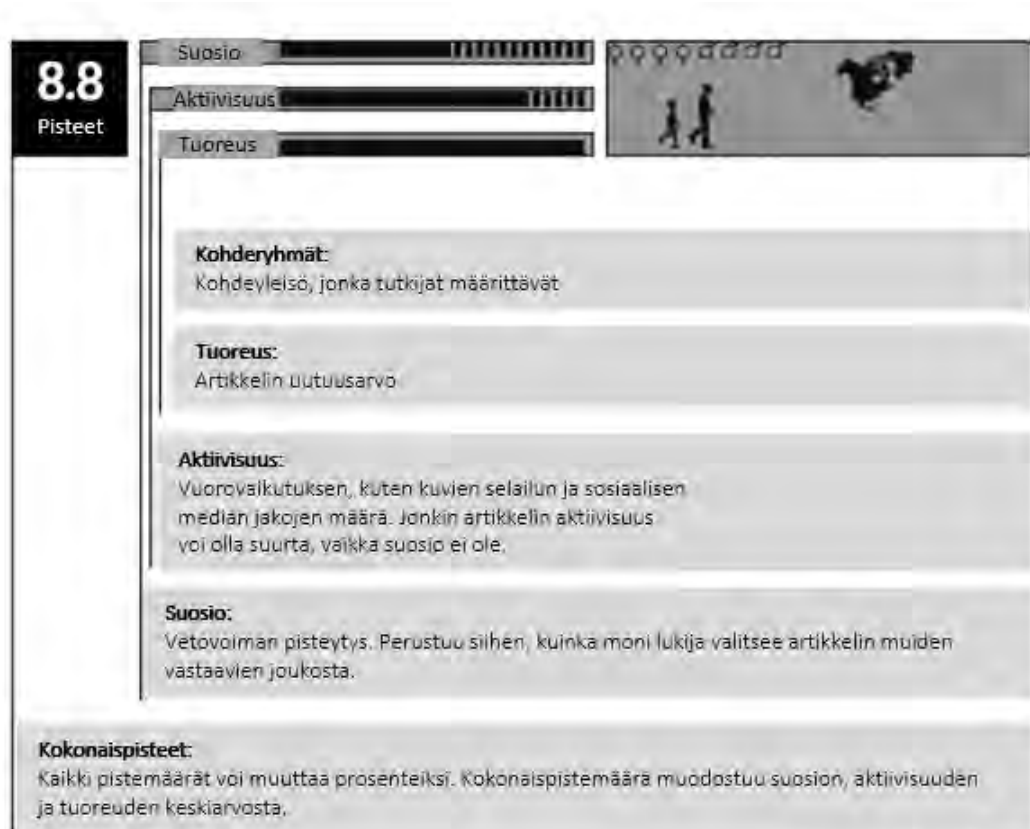 8.8
Pisteet
Suosio
Aktiivisuus
Tuoreus
Kohderyhmät:
Kohdeyleisö, jonka tutkijat määrittävät
Tuoreus:
Artikkelin uutuusarvo
Aktiivisuus:
Vuorovaikutuksen, kuten kuvien selailun ja sosiaalisen
median jakojen määrä. Jonkin artikkelin aktiivisuus
voi olla suurta, vaikka suosio ei ole.
Suosio:
Vetovoiman pisteytys. Perustuu siihen, kuinka moni lukija valitsee artikkelin muiden
vastaavien joukosta.
Kokonaispisteet:
Kaikki pistemäärät voi muuttaa prosenteiksi. Kokonaispistemäärä muodostuu suosion, aktiivisuuden
ja tuoreuden keskiarvosta.